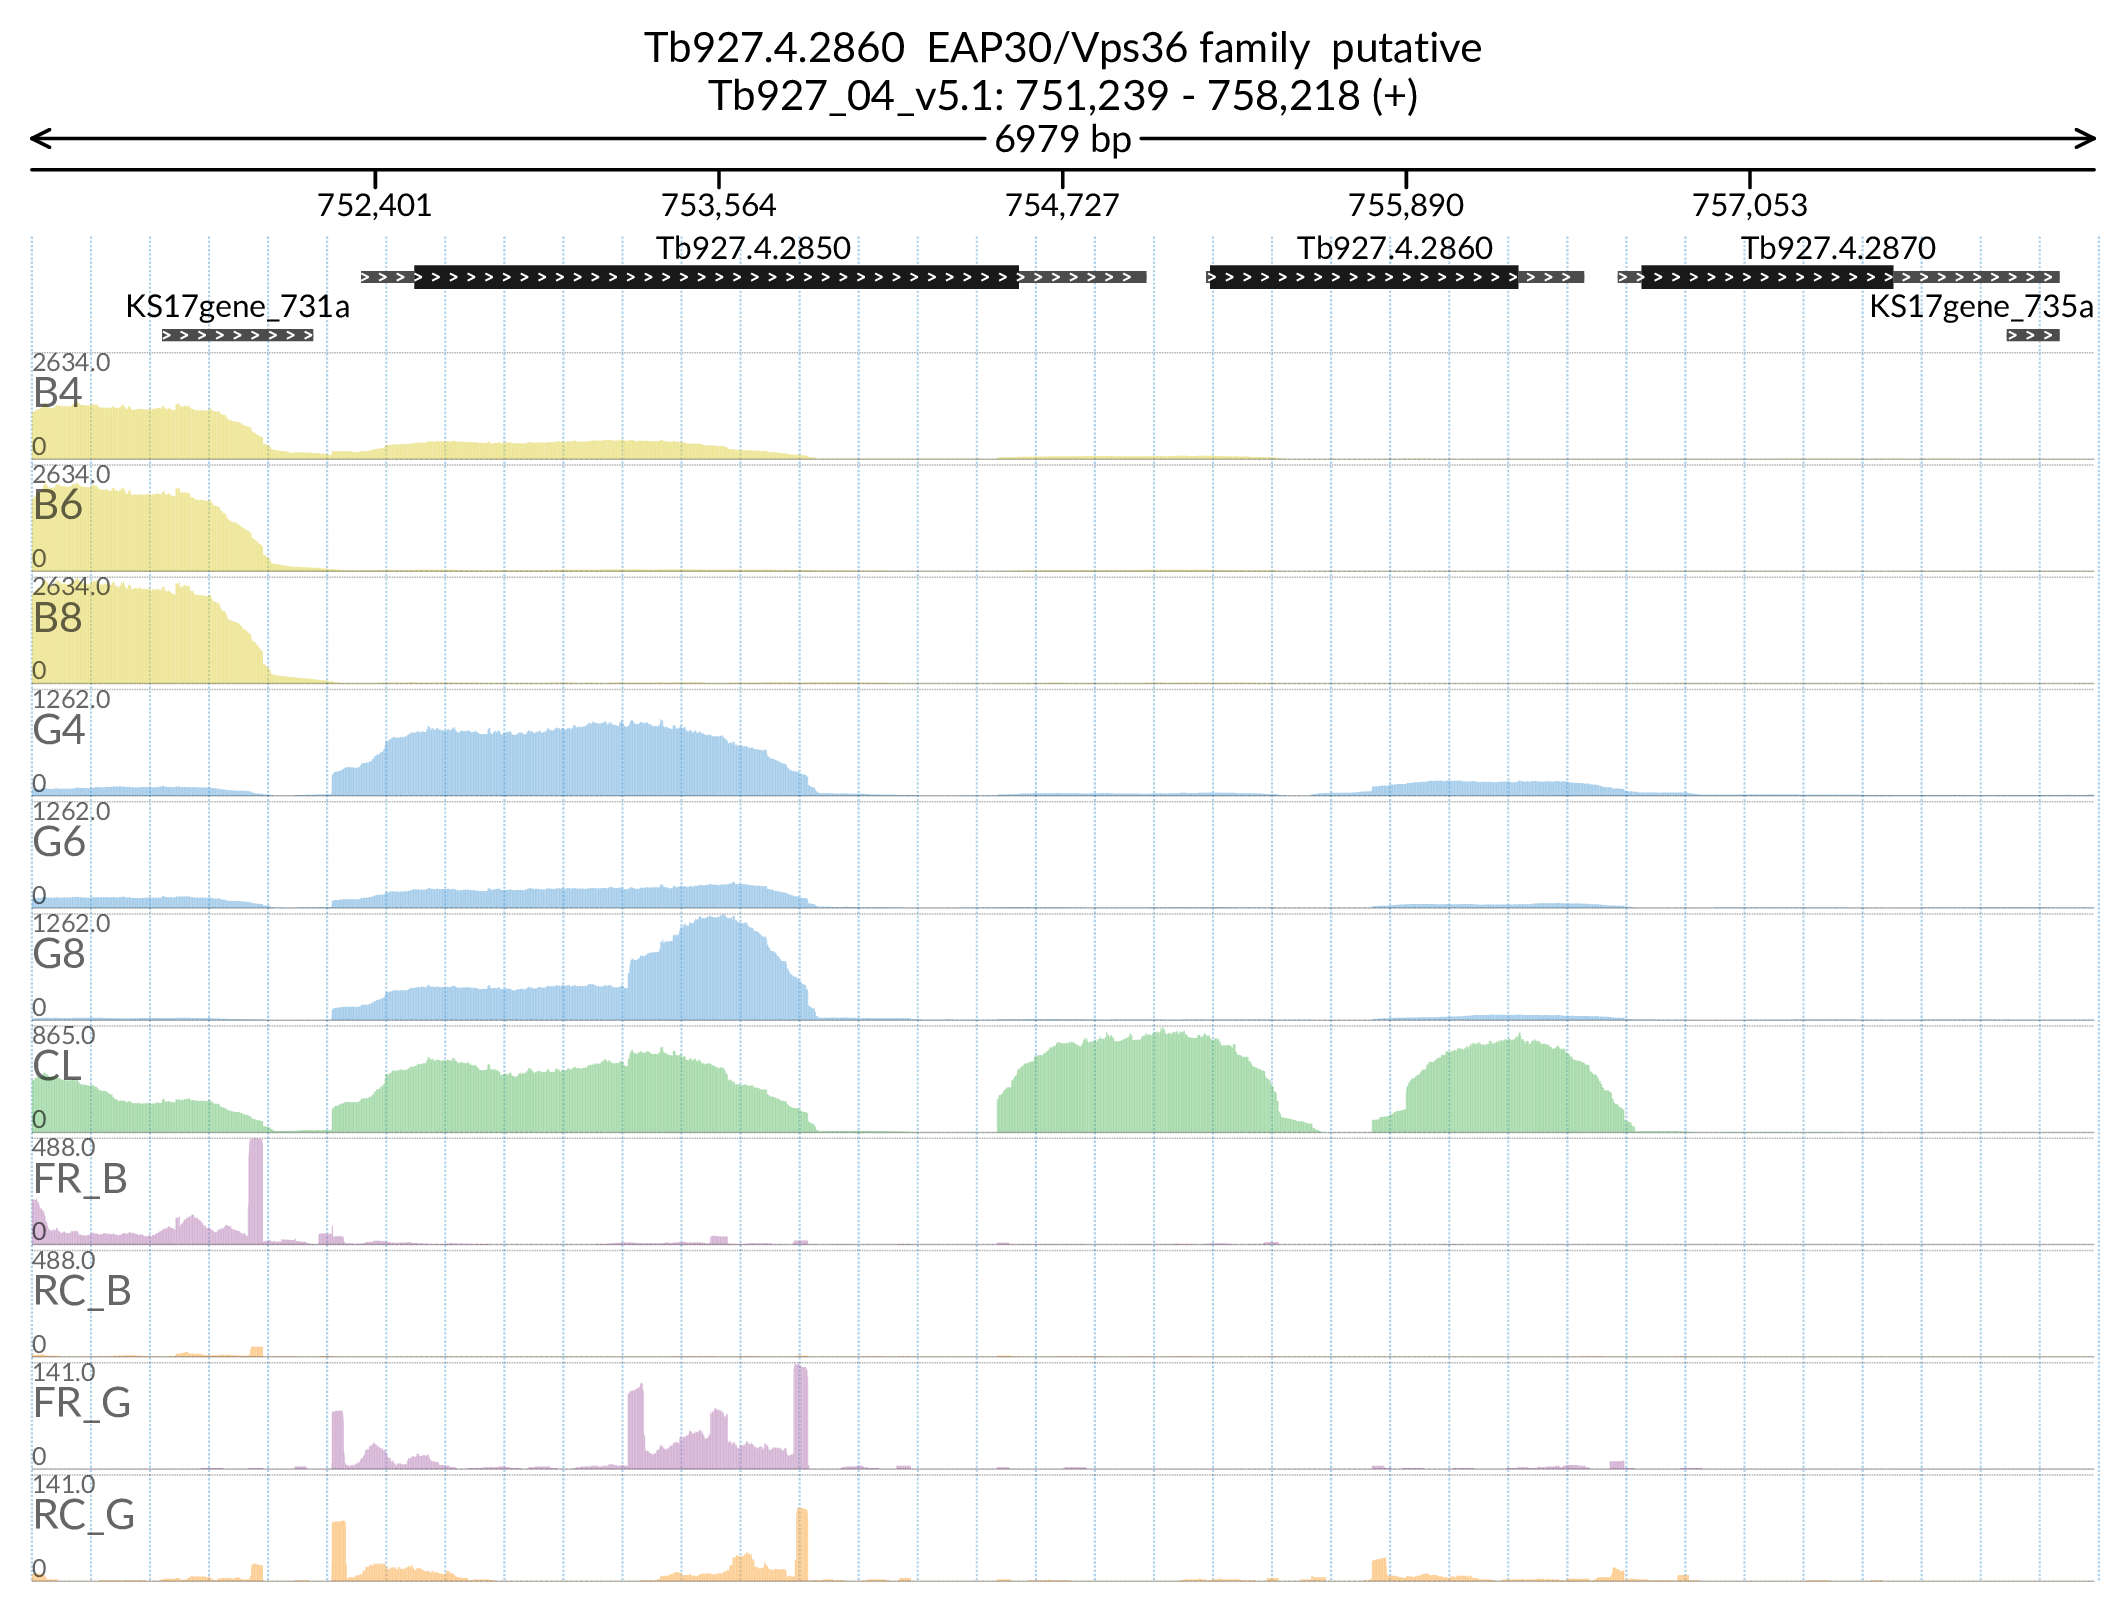 Tb927.4.2860 EAP30/Vps36 family putative
Tb927_04_v5.1: 751,239 - 758,218 (+)
6979 bp
752,401 753,564 754,727 755,890 757,053
Tb927.4.2850 Tb927.4.2860 Tb927.4.2870
KS17gene_731a KS17gene_735a
2634.0
B4
0
2634.0
B6
0
2634.0
B8
0
1262.0
G4
0
1262.0
G6
0
1262.0
G8
0
865.0
CL
0
488.0
FR_B
0
488.0
RC_B
0
141.0
FR_G
0
141.0
RC_G
0